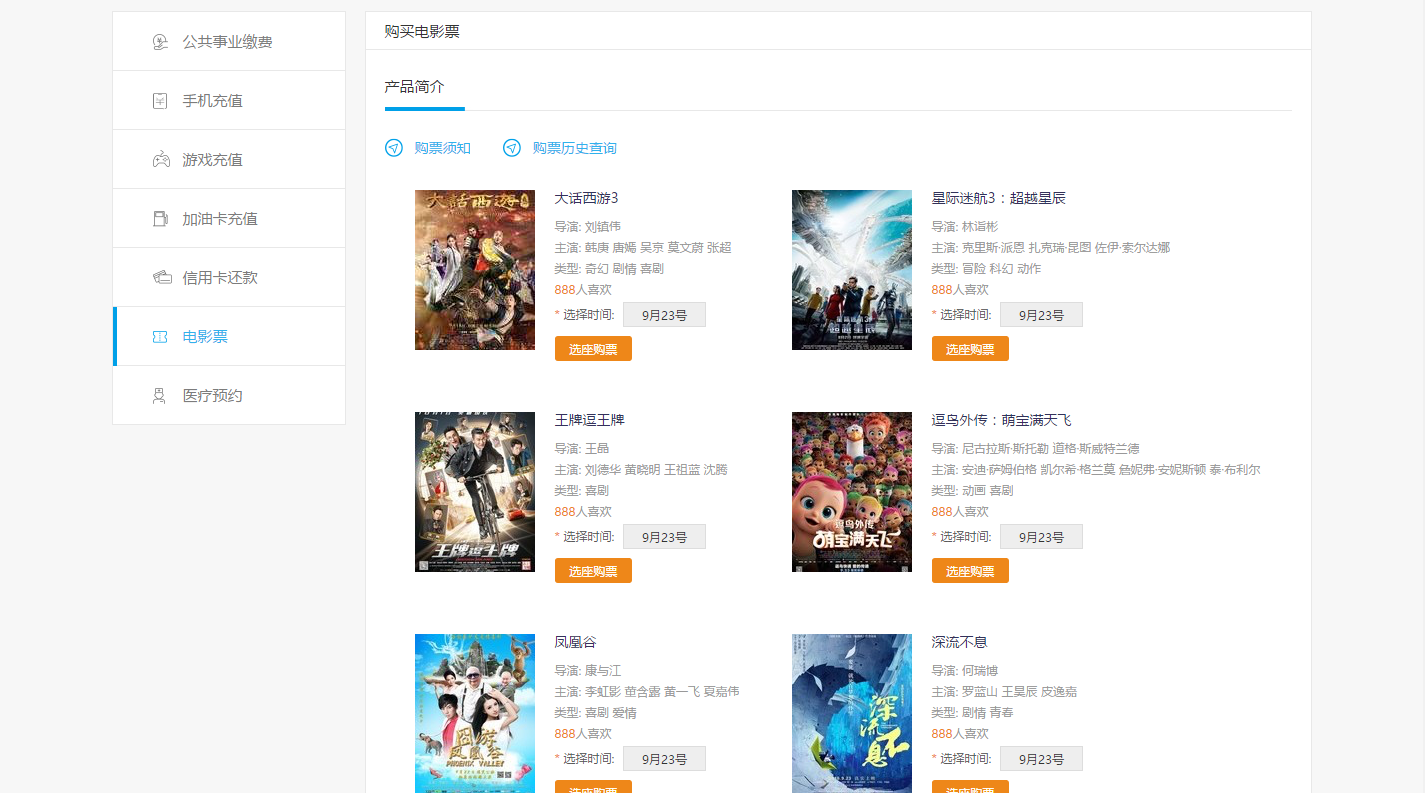 公共事业缴费
手机充值
游戏充值
加油卡充值
信用卡还款
电影票
医疗预约
购买电影票
产品简介
购票须知
购票历史查询
大话西游
大话西游3
导演: 刘镇伟
主演: 韩庚 唐嫣 吴京 莫文蔚 张超
类型: 奇幻 剧情 喜剧
888人喜欢
* 选择时间: 9月23号
选座购票
星际迷航3：超越星辰
导演: 林诣彬
主演: 克里斯·派恩 扎克瑞·昆图 佐伊·索尔达娜
类型: 冒险 科幻 动作
888人喜欢
* 选择时间: 9月23号
选座购票
王牌逗王牌
王牌逗王牌
导演: 王晶
主演: 刘德华 黄晓明 王祖蓝 沈腾
类型: 喜剧
888人喜欢
* 选择时间: 9月23号
选座购票
逗鸟外传
萌宝满天飞
逗鸟外传：萌宝满天飞
导演: 尼古拉斯·斯托勒 道格·斯威特兰德
主演: 安迪·萨姆伯格 凯尔希·格兰莫 詹妮弗·安妮斯顿 泰·布利尔
类型: 动画 喜剧
888人喜欢
* 选择时间: 9月23号
选座购票
囧游
凤凰谷
PHOENIX VALLEY
凤凰谷
导演: 康与江
主演: 李虹影 董含露 黄一飞 夏嘉伟
类型: 喜剧 爱情
888人喜欢
* 选择时间: 9月23号
选座购票
深流不息
深流不息
导演: 何瑞博
主演: 罗蓝山 王昊辰 皮逸嘉
类型: 剧情 青春
888人喜欢
* 选择时间: 9月23号
选座购票